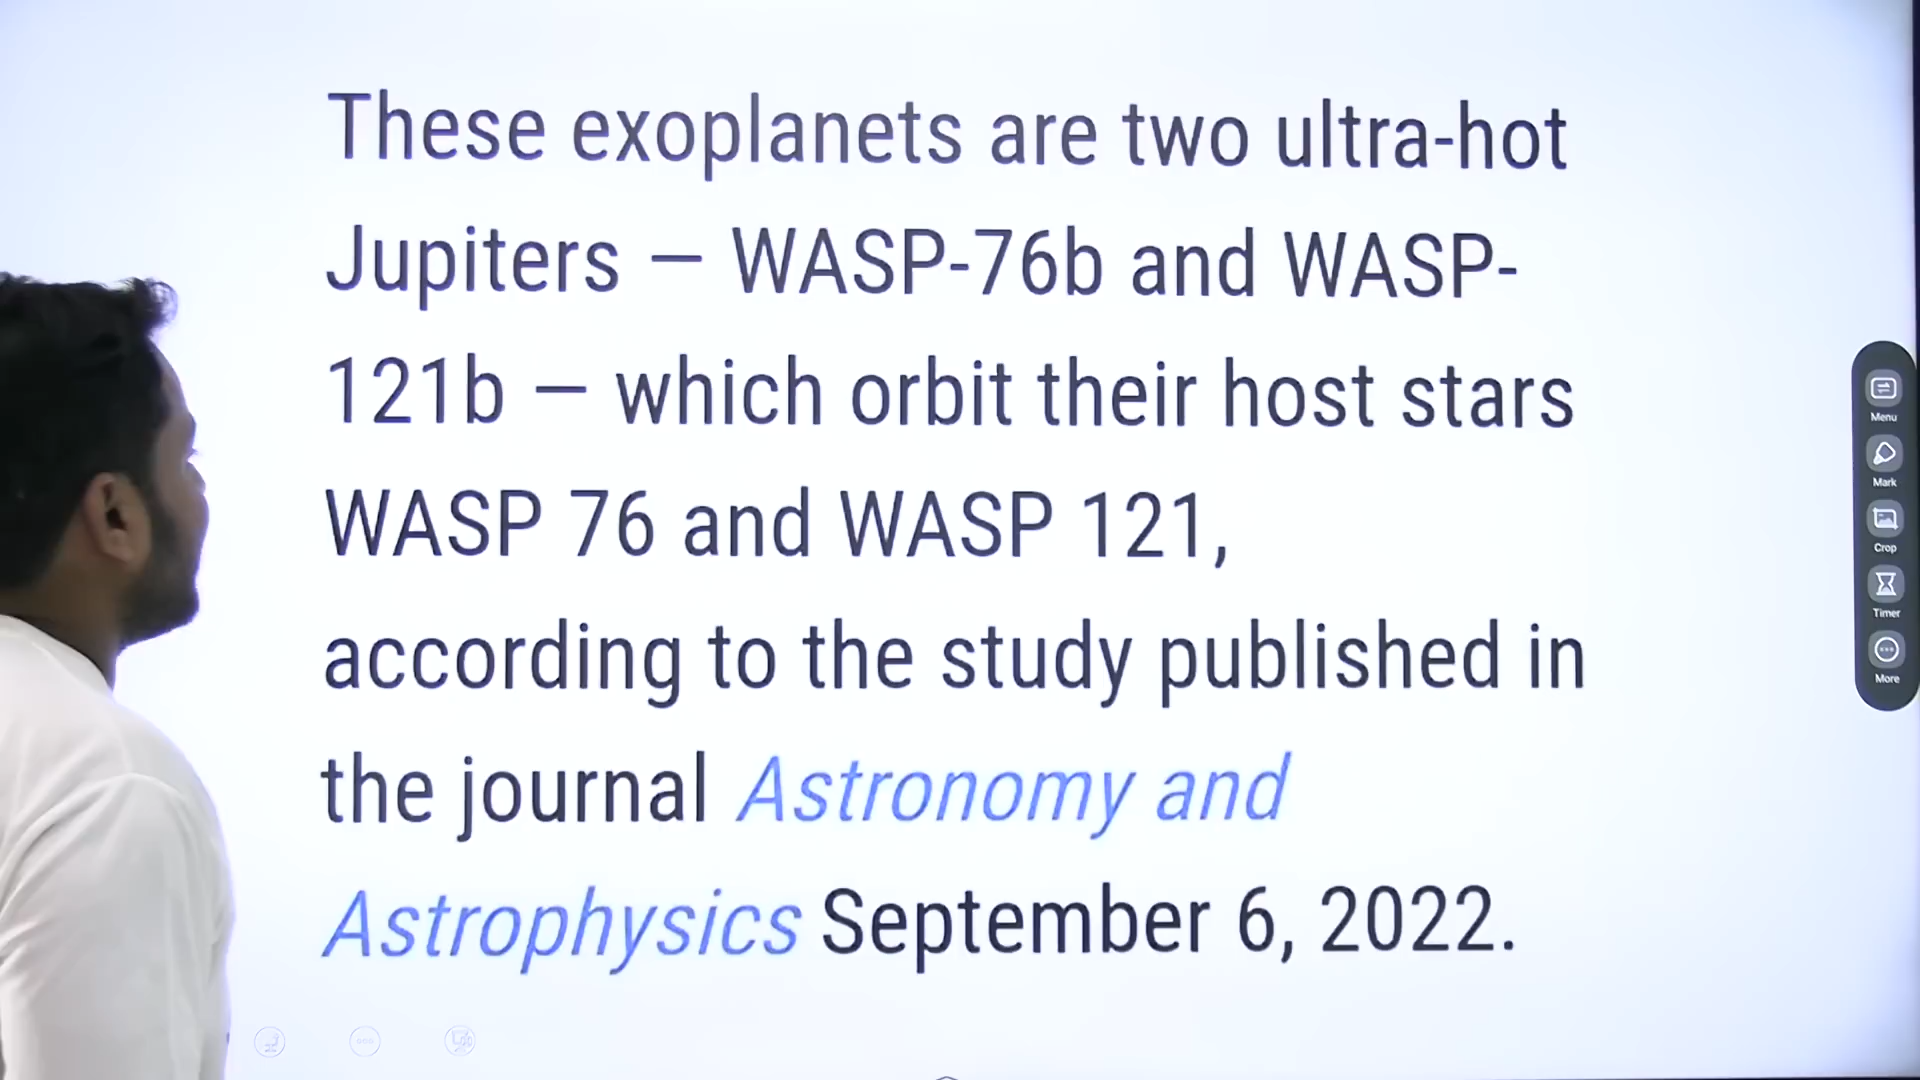 These exoplanets are two ultra-hot
Jupiters – WASP-76b and WASP-
121b – which orbit their host stars
WASP 76 and WASP 121,
according to the study published in
the journal Astronomy and
Astrophysics September 6, 2022.
Menu
Mark
Crop
Timer
More